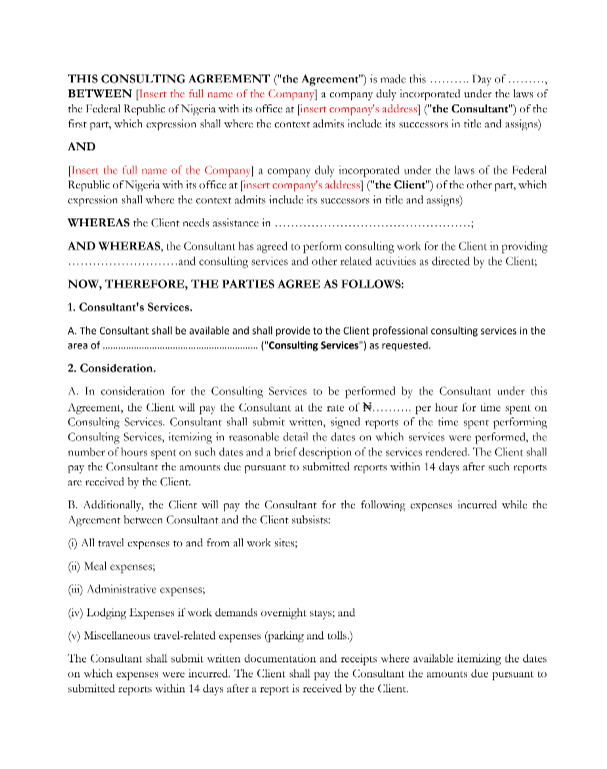 THIS CONSULTING AGREEMENT ("the Agreement") is made this ………. Day of ………,
BETWEEN [Insert the full name of the Company] a company duly incorporated under the laws of
the Federal Republic of Nigeria with its office at [insert company's address] ("the Consultant") of the
first part, which expression shall where the context admits include its successors in title and assigns)
AND
[Insert the full name of the Company] a company duly incorporated under the laws of the Federal
Republic of Nigeria with its office at [insert company's address] ("the Client") of the other part, which
expression shall where the context admits include its successors in title and assigns)
WHEREAS the Client needs assistance in …………………………………………;
AND WHEREAS, the Consultant has agreed to perform consulting work for the Client in providing
………………………and consulting services and other related activities as directed by the Client;
NOW, THEREFORE, THE PARTIES AGREE AS FOLLOWS:
1. Consultant's Services.
A. The Consultant shall be available and shall provide to the Client professional consulting services in the
area of .......................................................... ("Consulting Services") as requested.
2. Consideration.
A. In consideration for the Consulting Services to be performed by the Consultant under this
Agreement, the Client will pay the Consultant at the rate of ₦………. per hour for time spent on
Consulting Services. Consultant shall submit written, signed reports of the time spent performing
Consulting Services, itemizing in reasonable detail the dates on which services were performed, the
number of hours spent on such dates and a brief description of the services rendered. The Client shall
pay the Consultant the amounts due pursuant to submitted reports within 14 days after such reports
are received by the Client.
B. Additionally, the Client will pay the Consultant for the following expenses incurred while the
Agreement between Consultant and the Client subsists:
(i) All travel expenses to and from all work sites;
(ii) Meal expenses;
(iii) Administrative expenses;
(iv) Lodging Expenses if work demands overnight stays; and
(v) Miscellaneous travel-related expenses (parking and tolls.)
The Consultant shall submit written documentation and receipts where available itemizing the dates
on which expenses were incurred. The Client shall pay the Consultant the amounts due pursuant to
submitted reports within 14 days after a report is received by the Client.